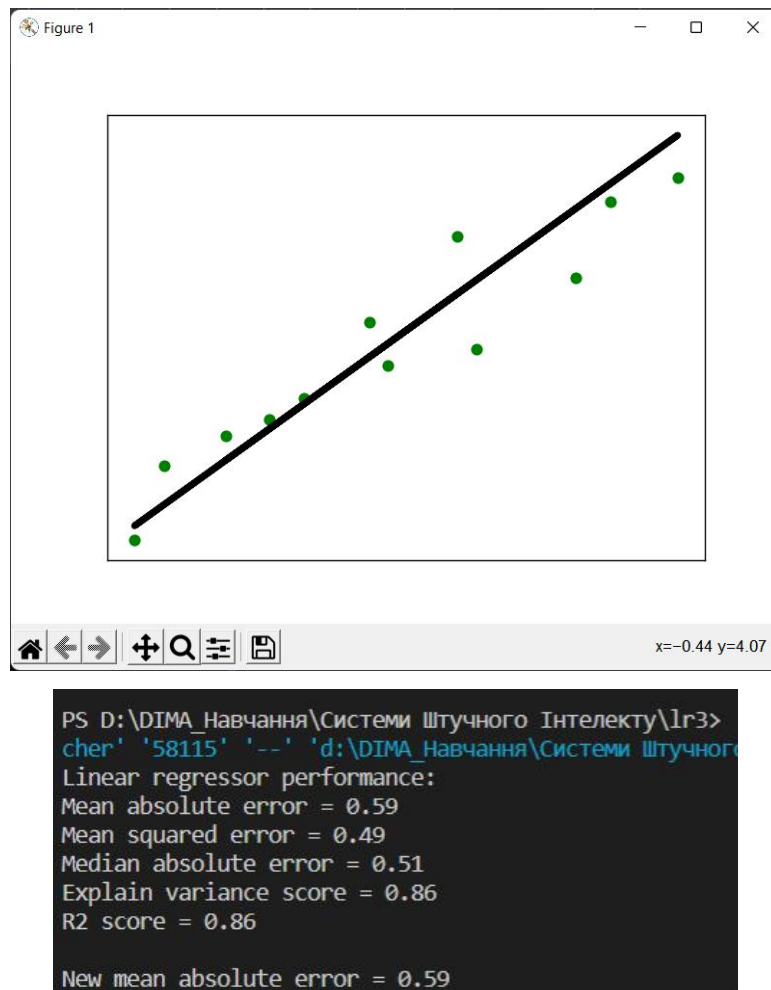 Figure 1
x=−0.44 y=4.07
PS D:\DIMA_Навчання\Системи Штучного Інтелекту\lr3>
cher' '58115' '--' 'd:\DIMA_Навчання\Системи Штучног
Linear regressor performance:
Mean absolute error = 0.59
Mean squared error = 0.49
Median absolute error = 0.51
Explain variance score = 0.86
R2 score = 0.86
New mean absolute error = 0.59